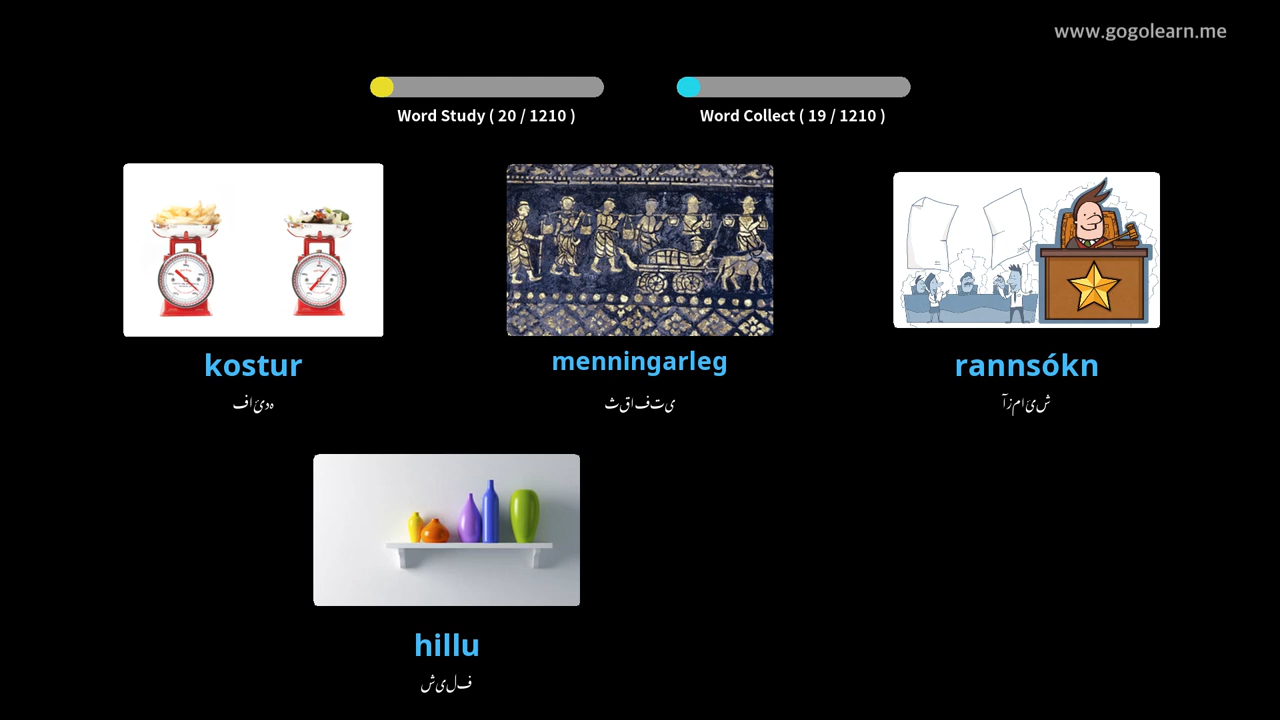 www.gogolearn.me
Word Study ( 20 / 1210 )
Word Collect ( 19 / 1210 )
kostur
menningarleg
rannsókn
فائدہ
ثقافتی
آزمائش
hillu
شیلف